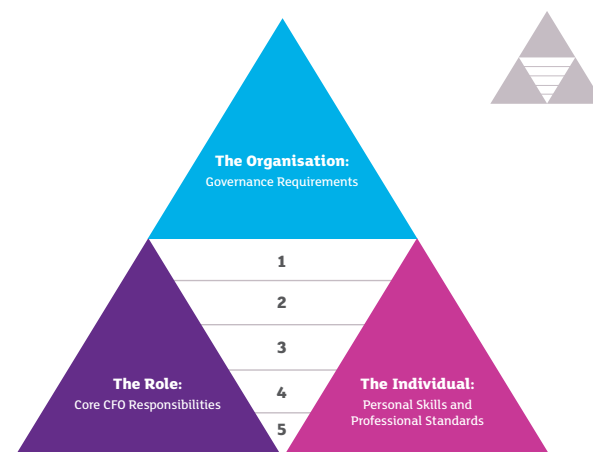 The Organisation:
Governance Requirements
1
2
3
4
5
The Role:
Core CFO Responsibilities
The Individual:
Personal Skills and
Professional Standards